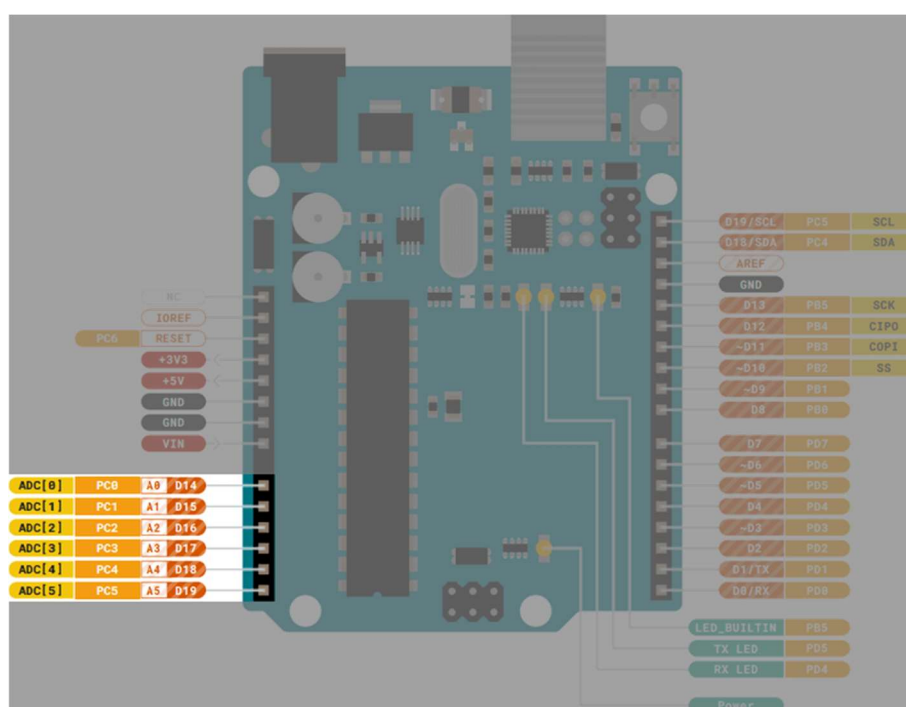 D19/SCL PC5 SCL
D18/SDA PC4 SDA
AREF
GND
NC
D13 PB5 SCK
IOREF
D12 PB4 CIPO
PC6 RESET
~D11 PB3 COPI
+3V3
~D10 PB2 SS
+5V
~D9 PB1
GND
D8 PB0
GND
VIN
D7 PD7
~D6 PD6
ADC[0] PC0 A0 D14
~D5 PD5
ADC[1] PC1 A1 D15
D4 PD4
ADC[2] PC2 A2 D16
~D3 PD3
ADC[3] PC3 A3 D17
D2 PD2
ADC[4] PC4 A4 D18
D1/TX PD1
ADC[5] PC5 A5 D19
D0/RX PD0
LED_BUILTIN PB5
TX LED PD5
RX LED PD4
Power